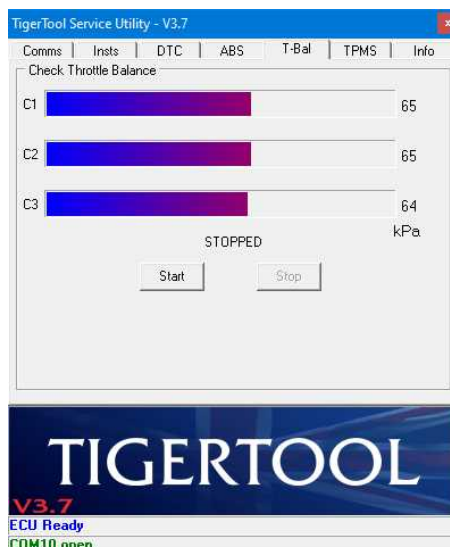 TigerTool Service Utility - V3.7
Comms Insts DTC ABS T-Bal TPMS Info
Check Throttle Balance
C1 65
C2 65
C3 64
kPa
STOPPED
Start Stop
TIGERTOOL
V3.7
ECU Ready
COM10 open